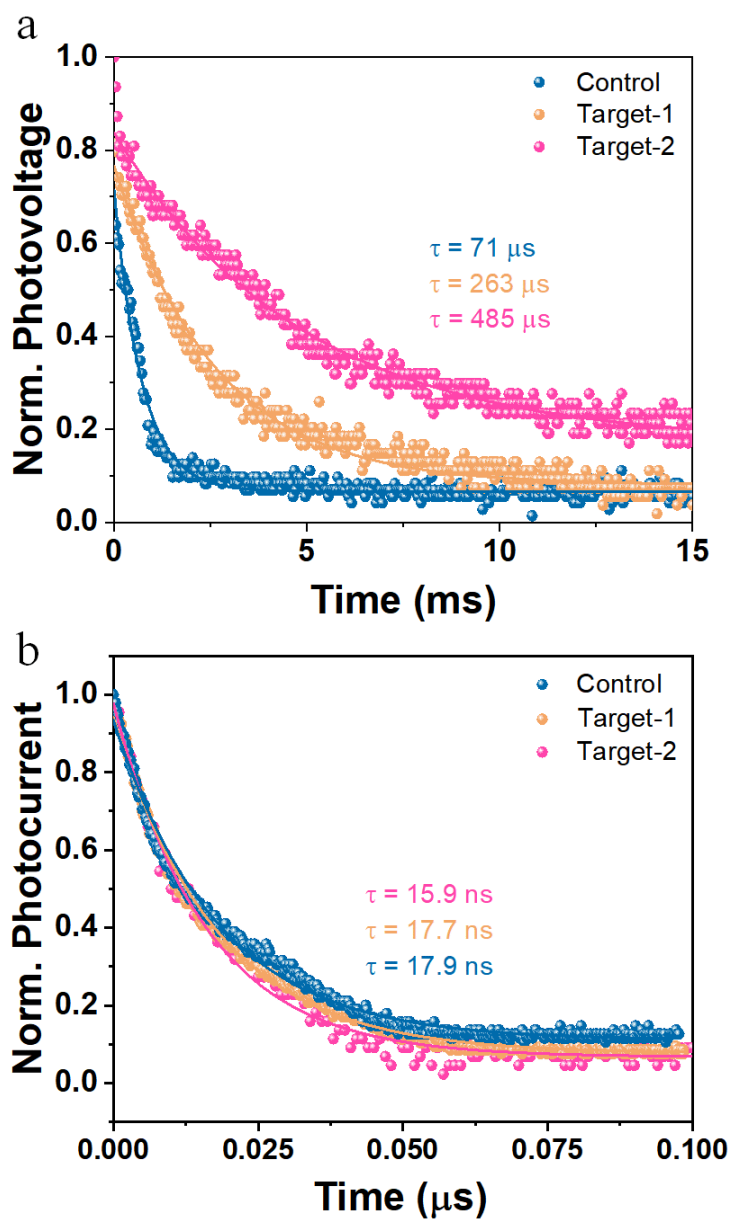 a
Norm. Photovoltage
1.0
0.8
0.6
0.4
0.2
0.0
Control
Target-1
Target-2
τ = 71 μs
τ = 263 μs
τ = 485 μs
0
5
10
15
Time (ms)
b
Norm. Photocurrent
1.0
0.8
0.6
0.4
0.2
0.0
Control
Target-1
Target-2
τ = 15.9 ns
τ = 17.7 ns
τ = 17.9 ns
0.000
0.025
0.050
0.075
0.100
Time (μs)